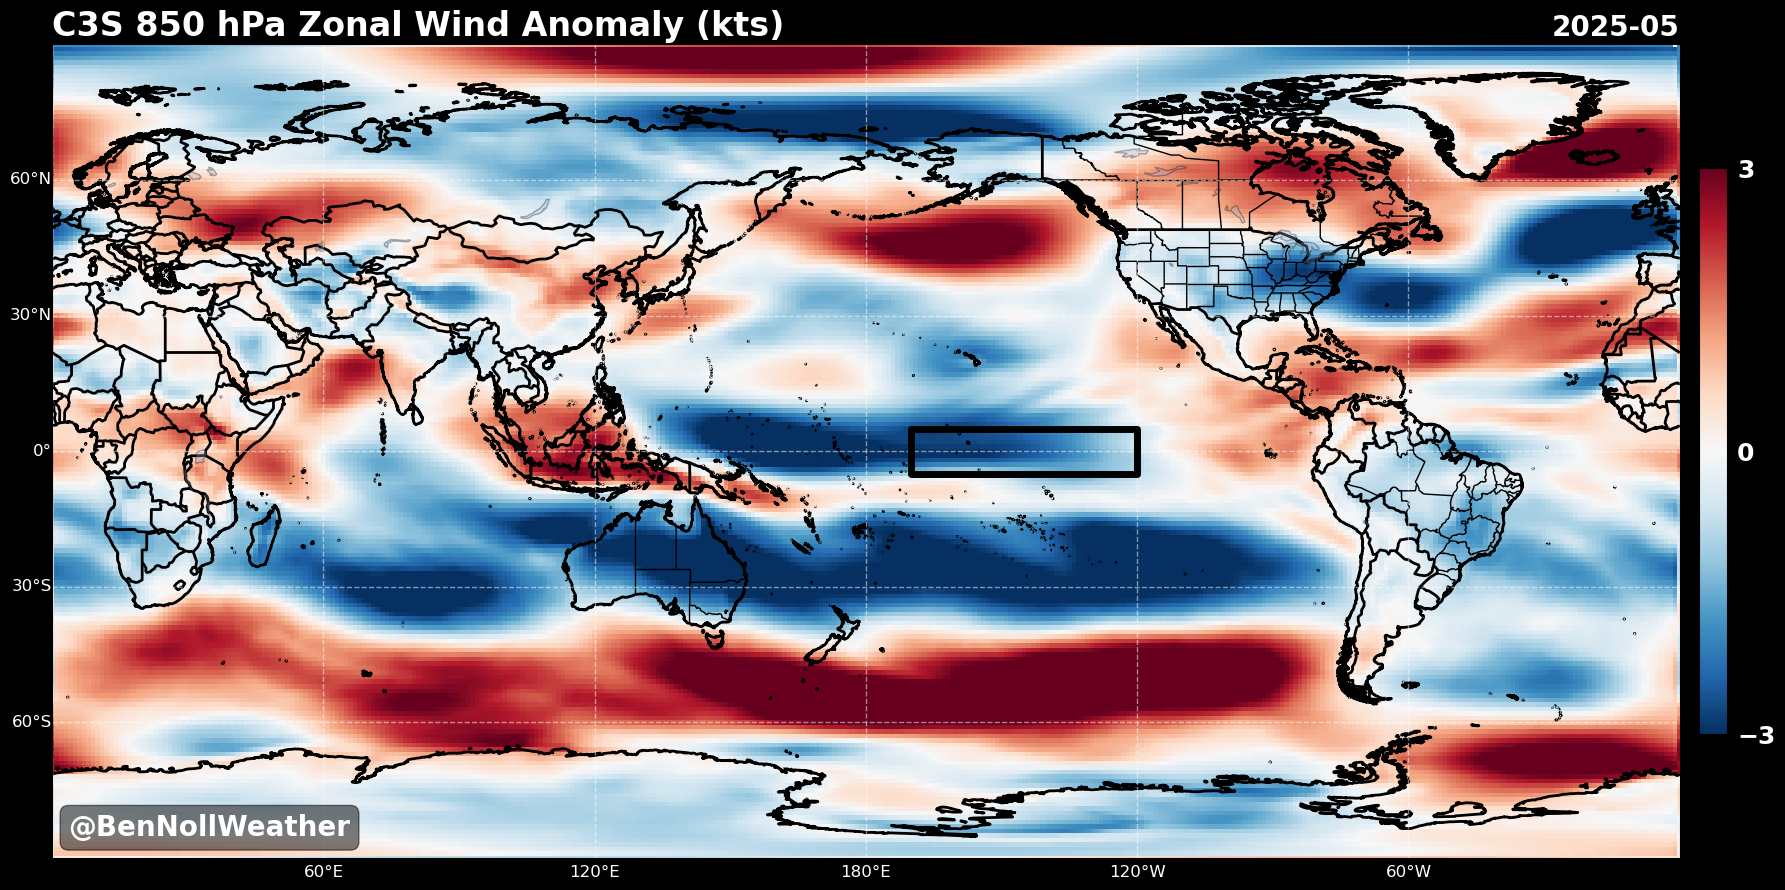 C3S 850 hPa Zonal Wind Anomaly (kts)
2025-05
60°N
30°N
0°
30°S
60°S
60°E
120°E
180°E
120°W
60°W
3
0
−3
@BenNollWeather